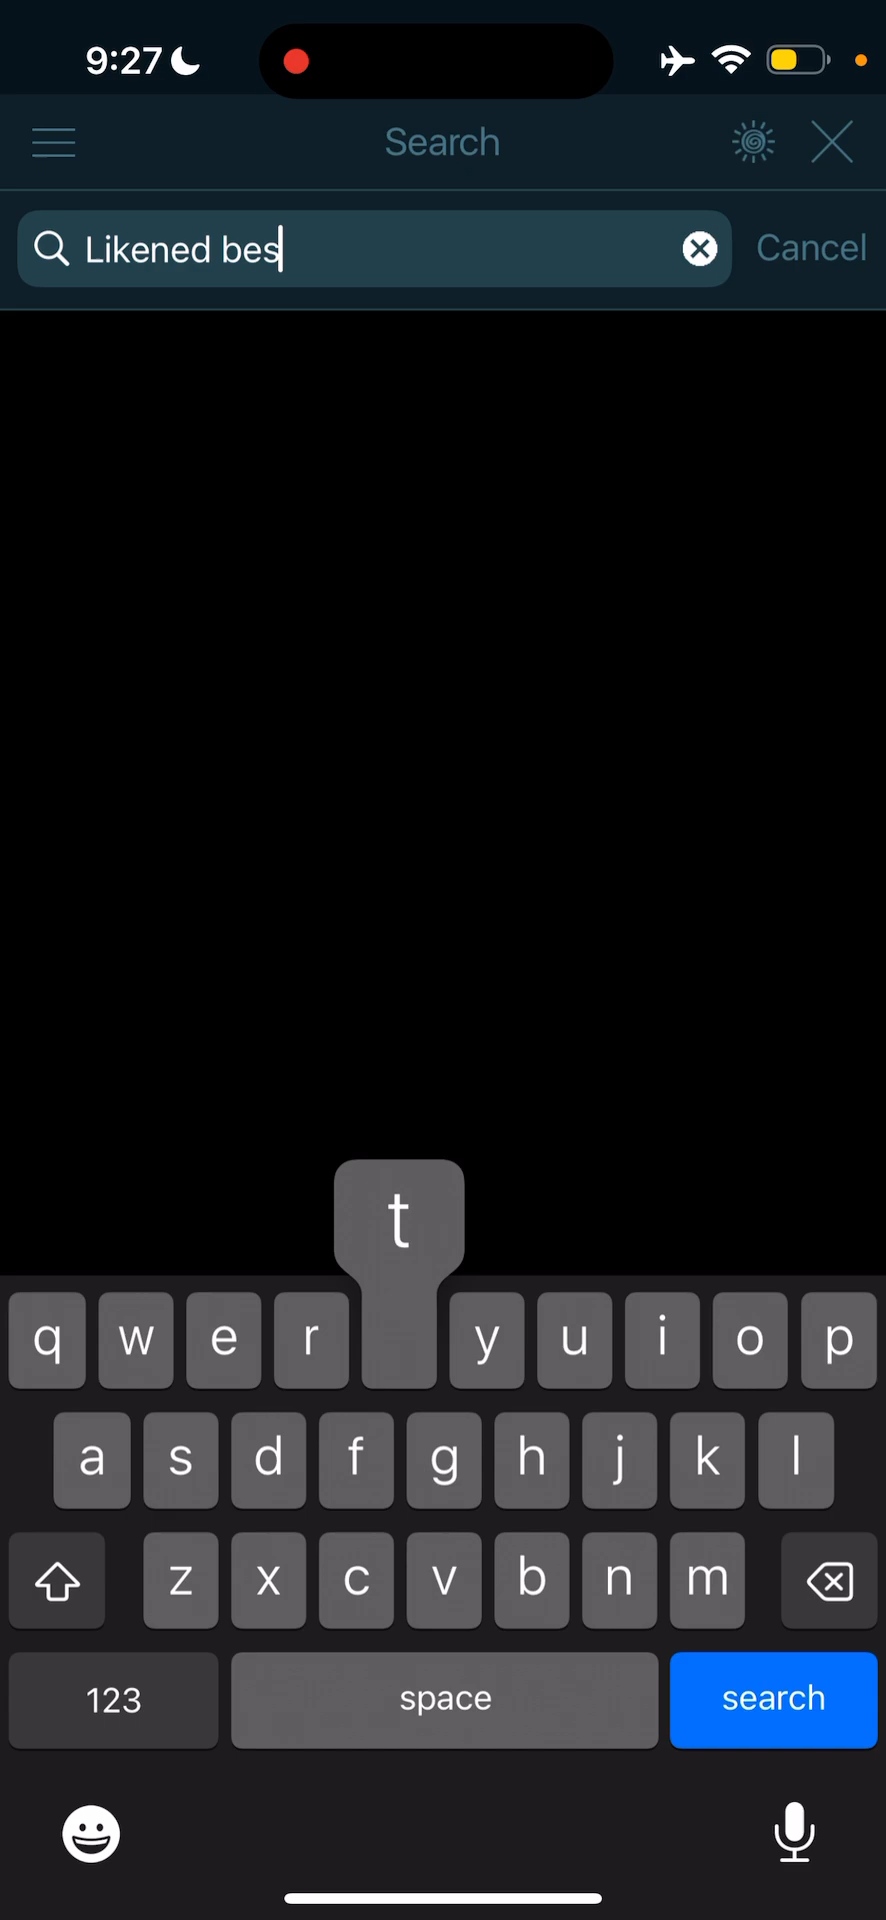 9:27
Search
Likened bes
Cancel
t
q w e r y u i o p
a s d f g h j k l
z x c v b n m
123 space search